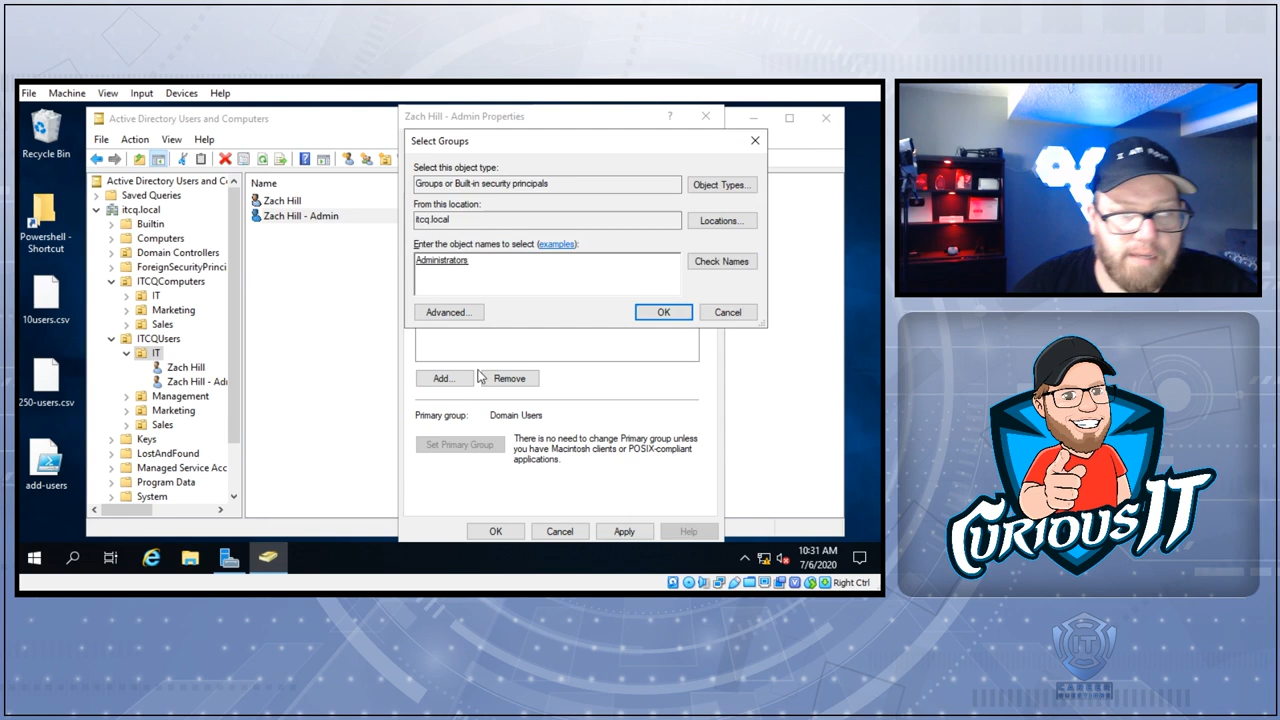 File Machine View Input Devices Help
Recycle Bin
Powershell -
Shortcut
10users.csv
250-users.csv
add-users
Active Directory Users and Computers
File Action View Help
Active Directory Users and C
Saved Queries
itcq.local
Builtin
Computers
Domain Controllers
ForeignSecurityPrinci
ITCQComputers
IT
Marketing
Sales
ITCQUsers
IT
Zach Hill
Zach Hill - Adi
Management
Marketing
Sales
Keys
LostAndFound
Managed Service Acc
Program Data
System
Name
Zach Hill
Zach Hill - Admin
Zach Hill - Admin Properties
Select Groups
Select this object type:
Groups or Built-in security principals
Object Types...
From this location:
itcq.local
Locations...
Enter the object names to select (examples):
Administrators
Check Names
Advanced...
OK
Cancel
Add...
Remove
Primary group: Domain Users
Set Primary Group
There is no need to change Primary group unless
you have Macintosh clients or POSIX-compliant
applications.
OK
Cancel
Apply
Help
10:31 AM
7/6/2020
Right Ctrl
CURIOUSIT
IT